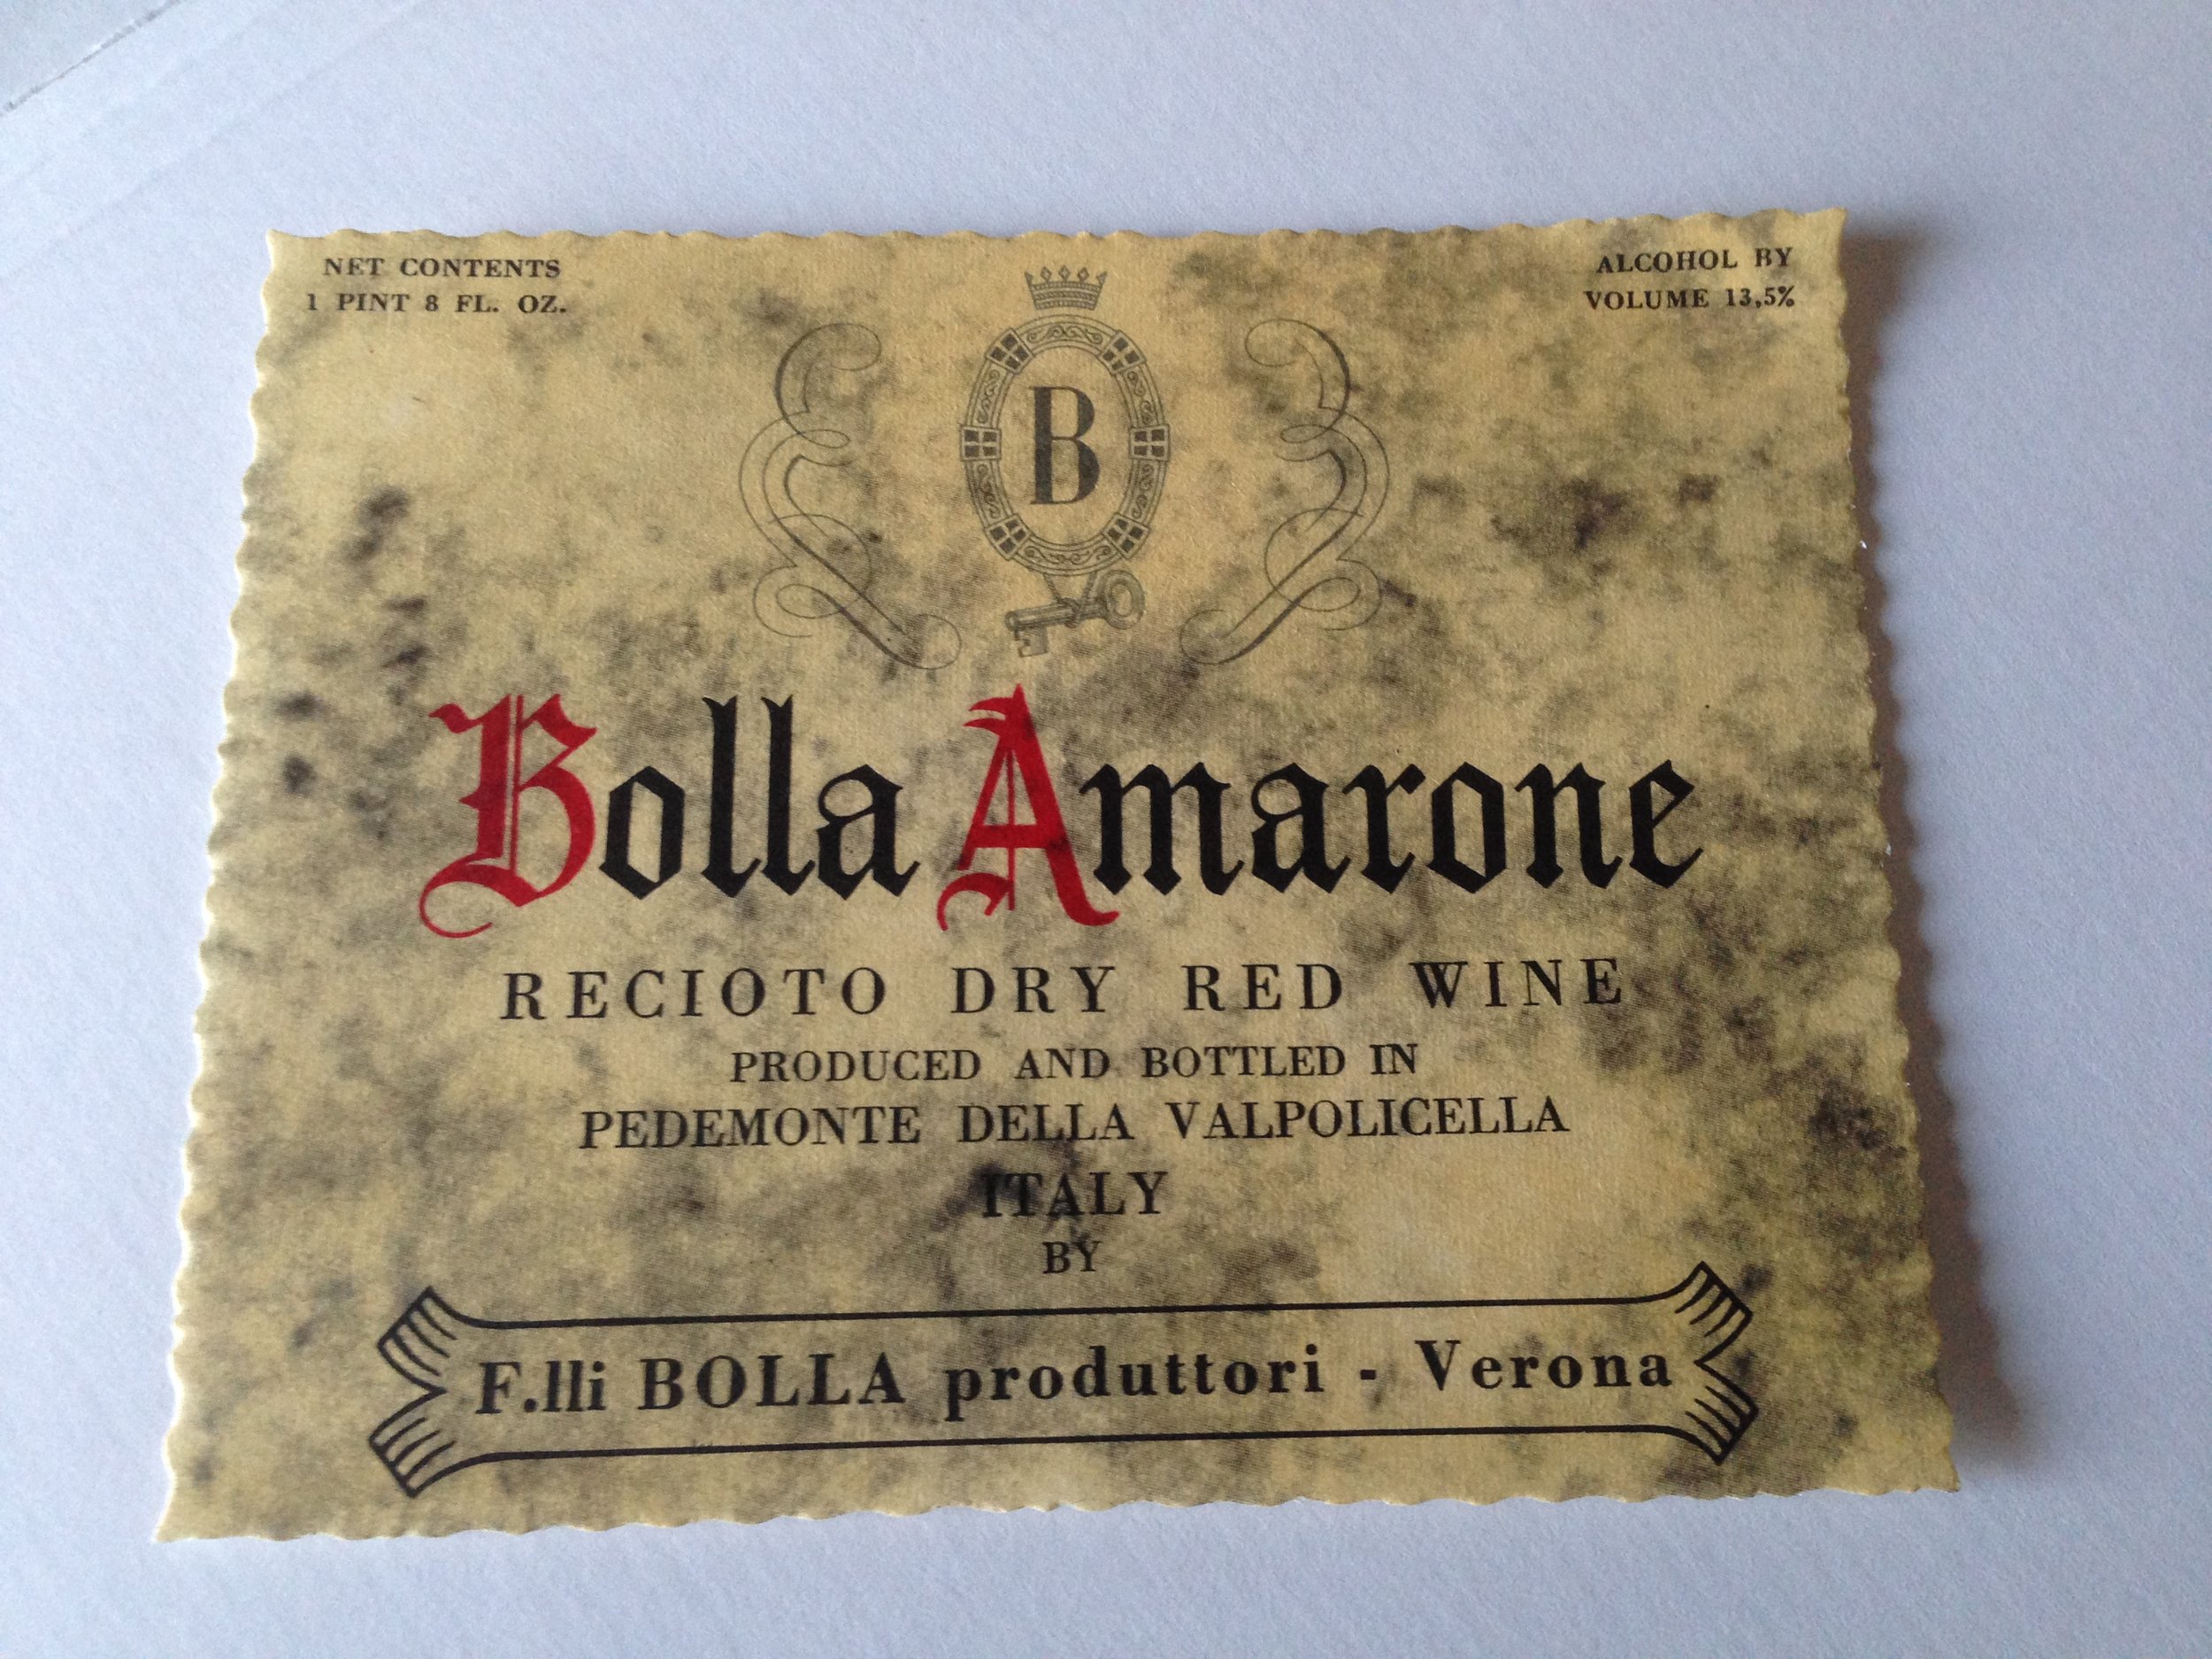 NET CONTENTS
1 PINT 8 FL. OZ.
ALCOHOL BY
VOLUME 13,5%
B
Bolla Amarone
RECIOTO DRY RED WINE
PRODUCED AND BOTTLED IN
PEDEMONTE DELLA VALPOLICELLA
ITALY
BY
F.lli BOLLA produttori - Verona